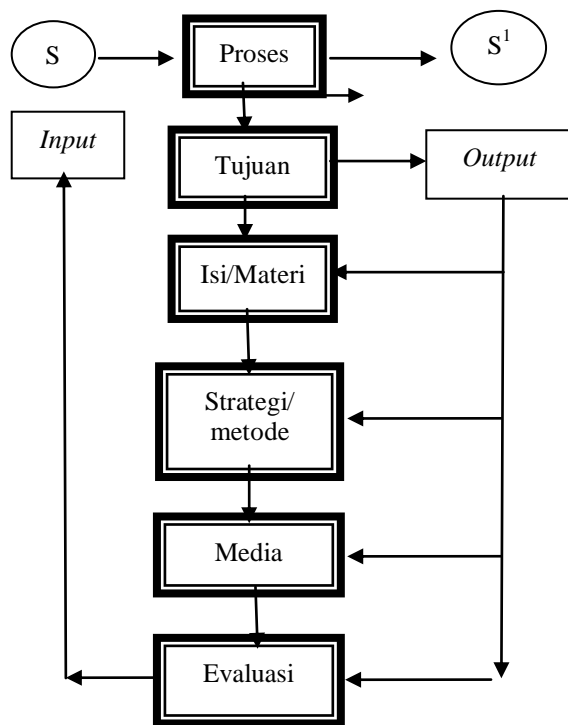 S
Proses
S¹
Input
Tujuan
Output
Isi/Materi
Strategi/
metode
Media
Evaluasi